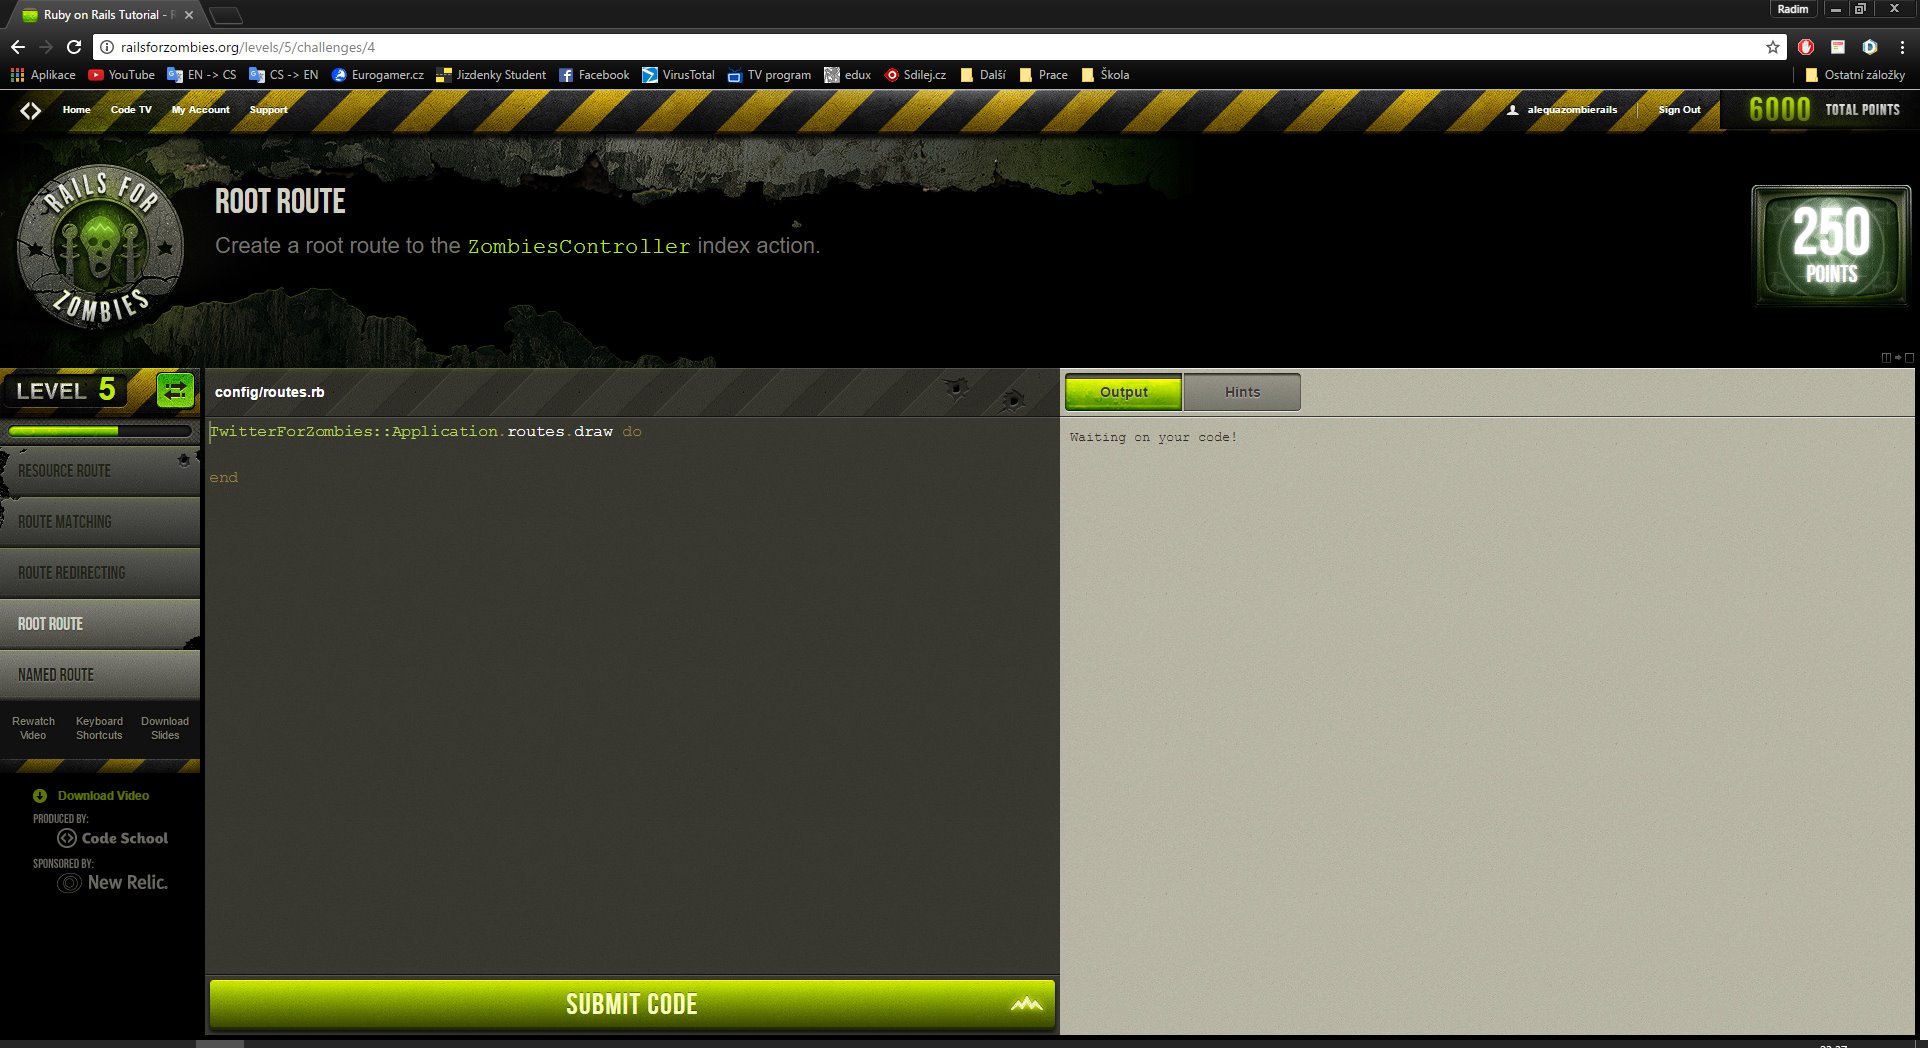 Ruby on Rails Tutorial - R
Radim
railsforzombies.org/levels/5/challenges/4
Aplikace YouTube EN -> CS CS -> EN Eurogamer.cz Jizdenky Student Facebook VirusTotal TV program edux Sdilej.cz Další Prace Škola Ostatní záložky
Home Code TV My Account Support alequazombierails Sign Out 6000 TOTAL POINTS
RAILS FOR
ZOMBIES
ROOT ROUTE
Create a root route to the ZombiesController index action.
250
POINTS
LEVEL 5
config/routes.rb
Output Hints
TwitterForZombies::Application.routes.draw do
end
Waiting on your code!
RESOURCE ROUTE
ROUTE MATCHING
ROUTE REDIRECTING
ROOT ROUTE
NAMED ROUTE
Rewatch Video
Keyboard Shortcuts
Download Slides
Download Video
PRODUCED BY:
Code School
SPONSORED BY:
New Relic.
SUBMIT CODE